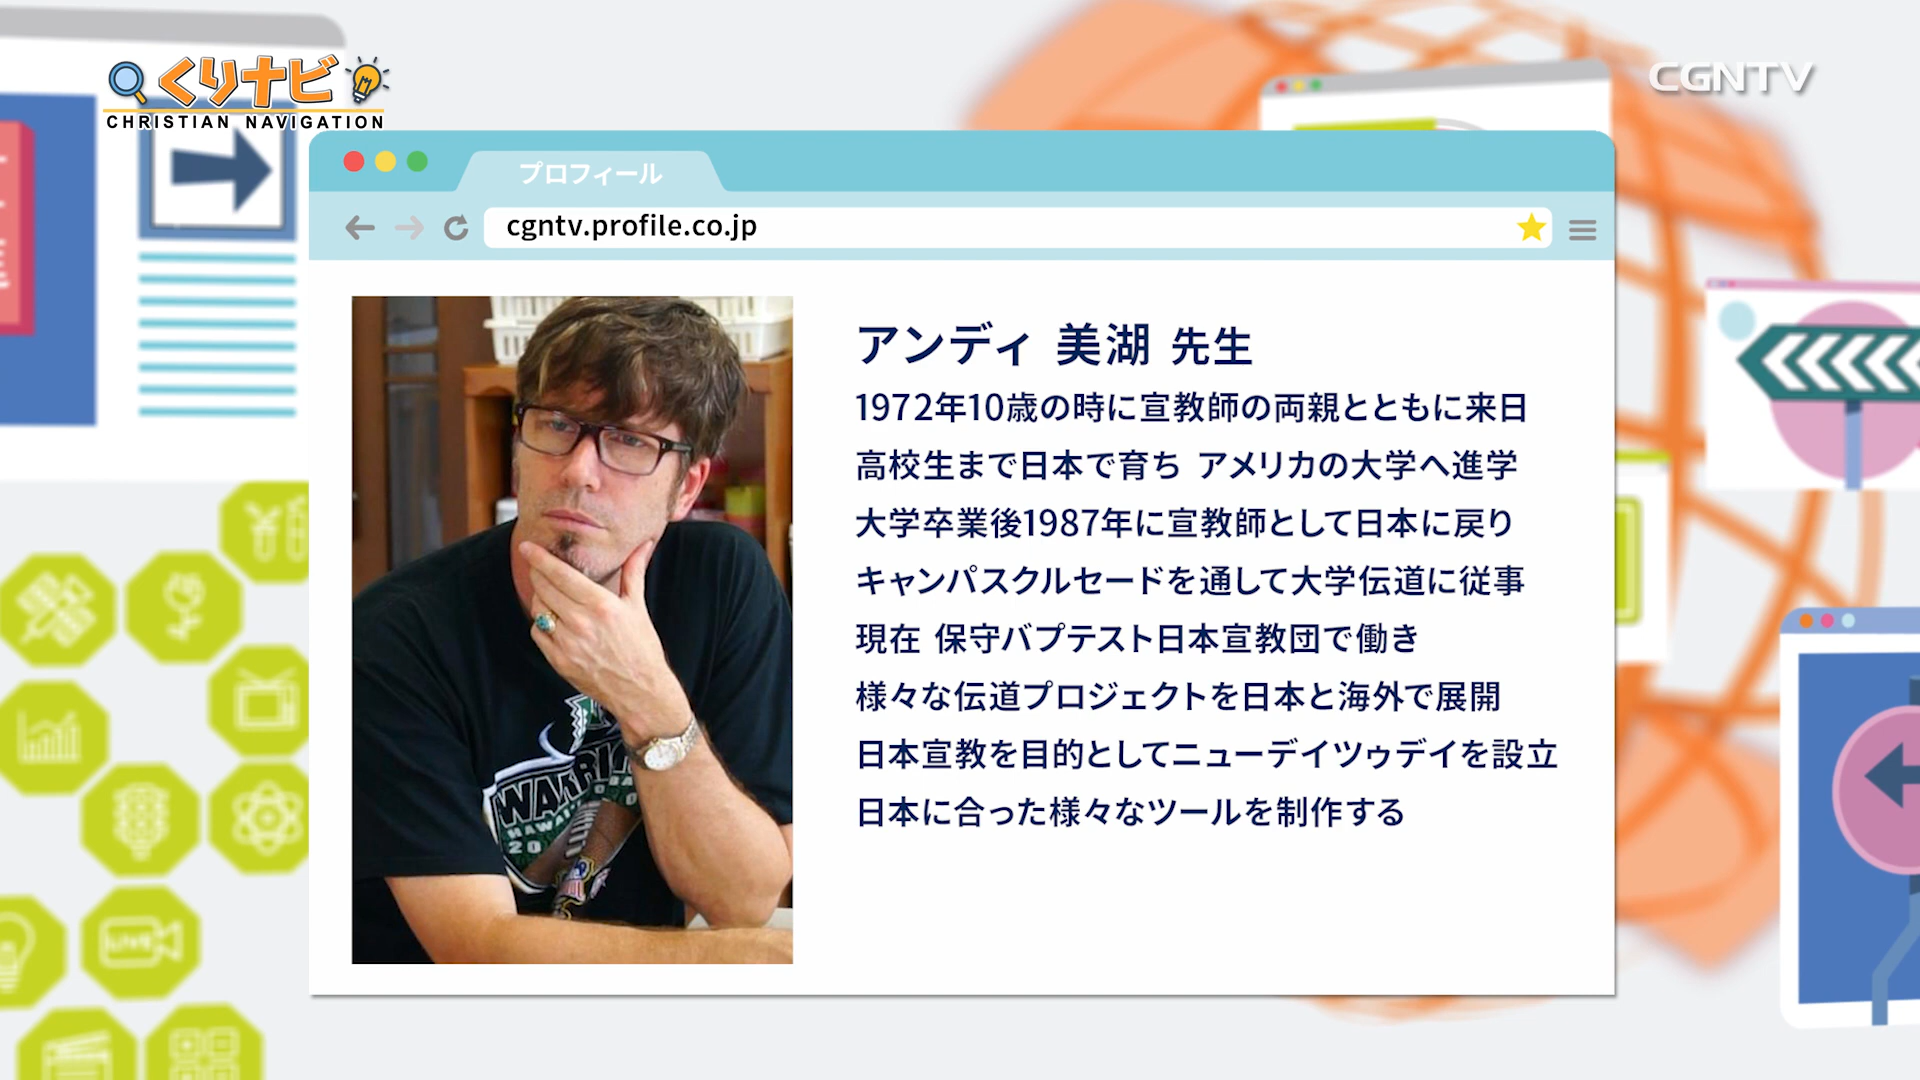 くりナビ
CHRISTIAN NAVIGATION
CGNTV
プロフィール
cgntv.profile.co.jp
アンディ 美湖 先生
1972年10歳の時に宣教師の両親とともに来日
高校生まで日本で育ち アメリカの大学へ進学
大学卒業後1987年に宣教師として日本に戻り
キャンパスクルセードを通して大学伝道に従事
現在 保守バプテスト日本宣教団で働き
様々な伝道プロジェクトを日本と海外で展開
日本宣教を目的としてニューデイツゥデイを設立
日本に合った様々なツールを制作する
LIVE